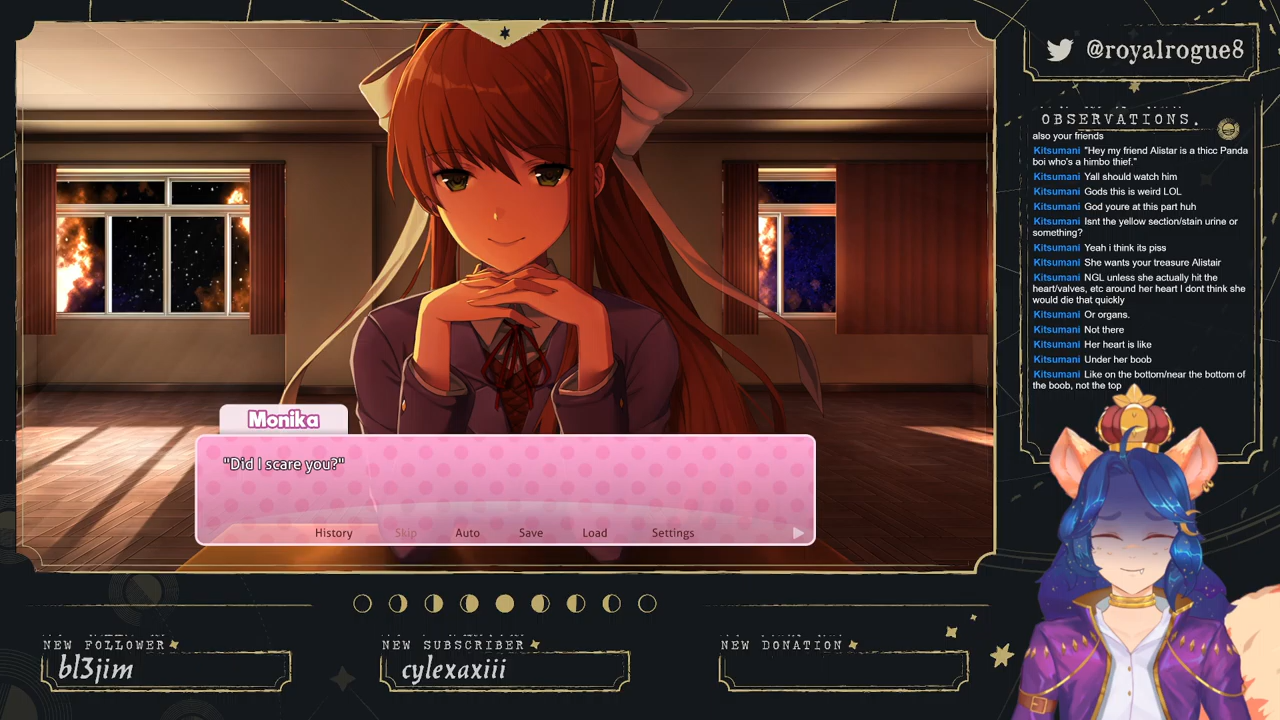 @royalrogue8
OBSERVATIONS.
also your friends
Kitsumani "Hey my friend Alistar is a thicc Panda
boi who's a himbo thief."
Kitsumani Yall should watch him
Kitsumani Gods this is weird LOL
Kitsumani God youre at this part huh
Kitsumani Isnt the yellow section/stain urine or
something?
Kitsumani Yeah i think its piss
Kitsumani She wants your treasure Alistair
Kitsumani NGL unless she actually hit the
heart/valves, etc around her heart I dont think she
would die that quickly
Kitsumani Or organs.
Kitsumani Not there
Kitsumani Her heart is like
Kitsumani Under her boob
Kitsumani Like on the bottom/near the bottom of
the boob, not the top
Monika
"Did I scare you?"
History Skip Auto Save Load Settings
NEW FOLLOWER
bl3jim
NEW SUBSCRIBER
cylexaxiii
NEW DONATION